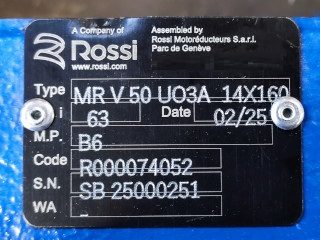 A Company of
Rossi
www.rossi.com
Assembled by
Rossi Motoréducteurs S.a.r.l.
Parc de Genève
Type MR V 50 UO3A 14X160
i 63 Date 02/25
M.P. B6
Code R000074052
S.N. SB 25000251
WA -